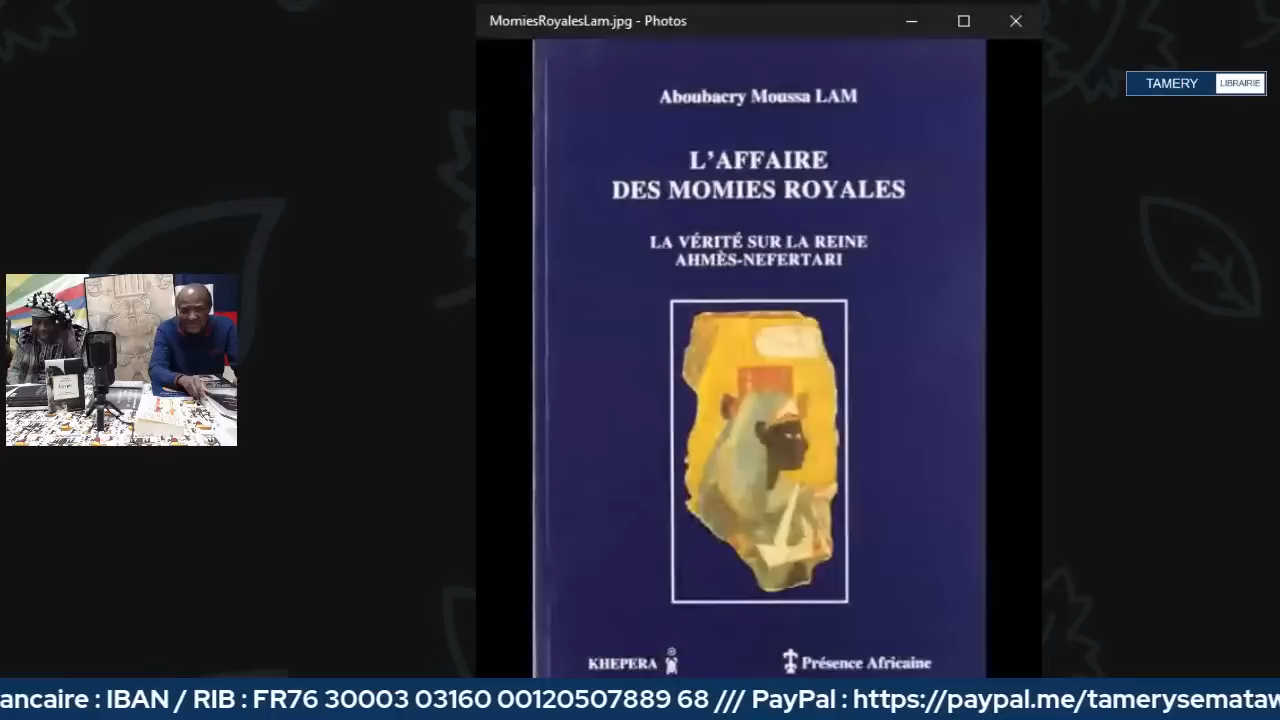 MomiesRoyalesLam.jpg - Photos
TAMERY LIBRAIRIE
Aboubacry Moussa LAM
L'AFFAIRE
DES MOMIES ROYALES
LA VÉRITÉ SUR LA REINE
AHMÈS-NEFERTARI
KHEPERA
Présence Africaine
ancaire : IBAN / RIB : FR76 30003 03160 00120507889 68 /// PayPal : https://paypal.me/tamerysemataw